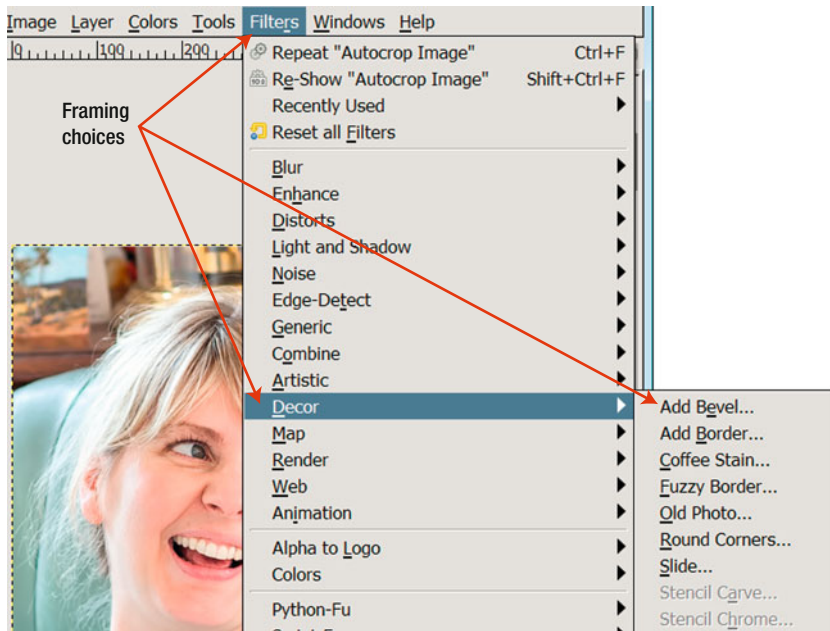 Image Layer Colors Tools Filters Windows Help
0 100 200
Repeat "Autocrop Image" Ctrl+F
Re-Show "Autocrop Image" Shift+Ctrl+F
Recently Used
Reset all Filters
Framing
choices
Blur
Enhance
Distorts
Light and Shadow
Noise
Edge-Detect
Generic
Combine
Artistic
Decor
Map
Render
Web
Animation
Alpha to Logo
Colors
Python-Fu
Add Bevel...
Add Border...
Coffee Stain...
Fuzzy Border...
Old Photo...
Round Corners...
Slide...
Stencil Carve...
Stencil Chrome...